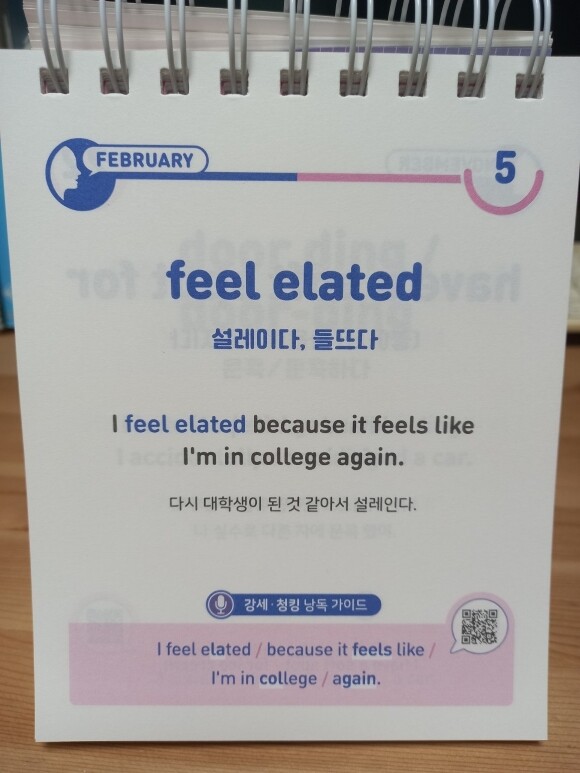 FEBRUARY
5
feel elated
설레이다, 들뜨다
I feel elated because it feels like
I'm in college again.
다시 대학생이 된 것 같아서 설레인다.
강세·청킹 낭독 가이드
I feel elated / because it feels like /
I'm in college / again.